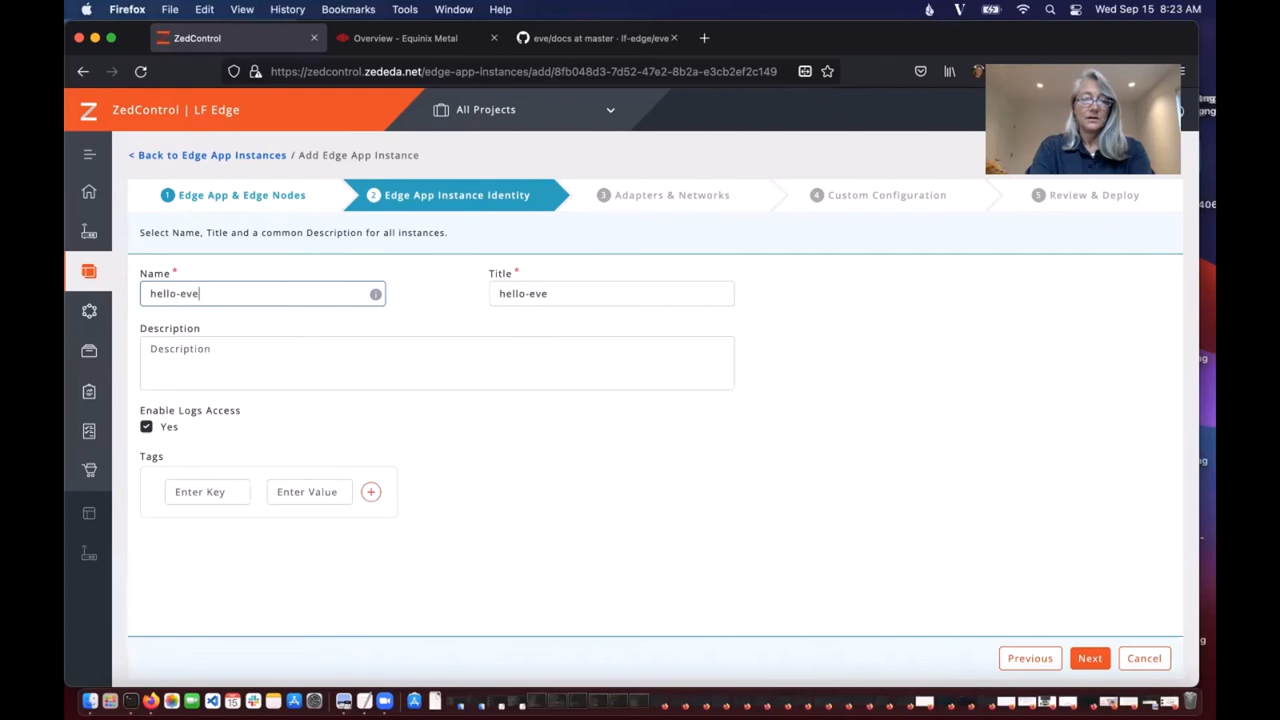 Firefox File Edit View History Bookmarks Tools Window Help
Wed Sep 15 8:23 AM
ZedControl
Overview - Equinix Metal
eve/docs at master · lf-edge/eve
https://zedcontrol.zededa.net/edge-app-instances/add/8fb048d3-7d52-47e2-8b2a-e3cb2ef2c149
Z ZedControl | LF Edge
All Projects
< Back to Edge App Instances / Add Edge App Instance
1 Edge App & Edge Nodes
2 Edge App Instance Identity
3 Adapters & Networks
4 Custom Configuration
5 Review & Deploy
Select Name, Title and a common Description for all instances.
Name *
Title *
hello-eve
hello-eve
Description
Description
Enable Logs Access
Yes
Tags
Enter Key
Enter Value
Previous
Next
Cancel